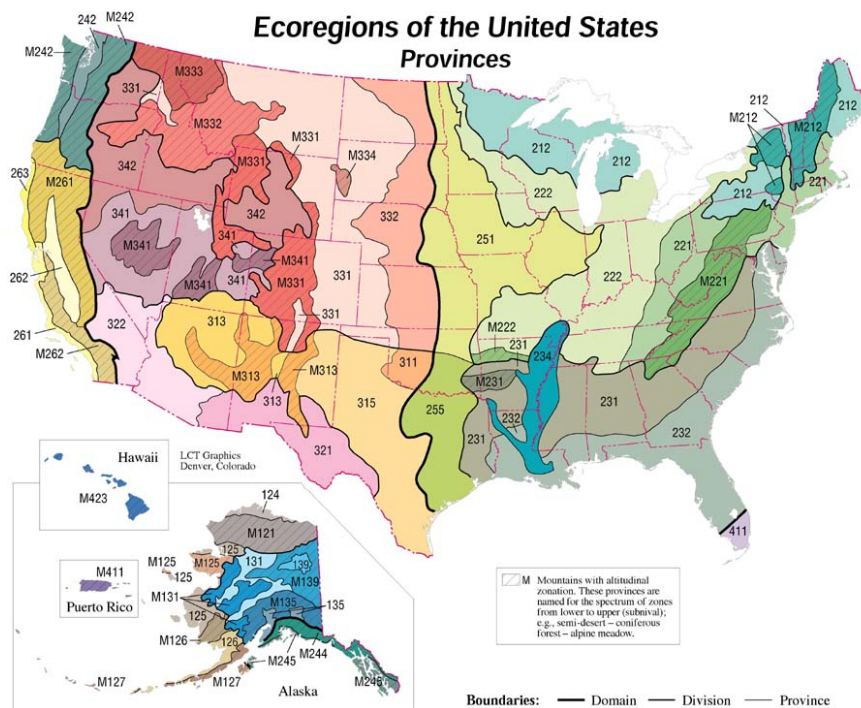 Ecoregions of the United States
Provinces
242
M242
M242
M333
331
M332
M331
M331
M334
342
342
332
263
M261
341
M341
341
M341
M341
341
M331
331
331
262
261
M262
322
313
M313
M313
313
315
311
321
212
212
222
251
222
221
M221
212
M212
212
M212
212
221
M222
231
234
M231
232
231
255
231
232
411
Hawaii
M423
LCT Graphics
Denver, Colorado
M411
Puerto Rico
124
M121
125
M125
M125
125
131
139
M139
M131
M135
135
125
M126
126
M127
M127
M245
M244
M245
Alaska
M Mountains with altitudinal
zonation. These provinces are
named for the spectrum of zones
from lower to upper (subnival);
e.g., semi-desert – coniferous
forest – alpine meadow.
Boundaries: Domain Division Province